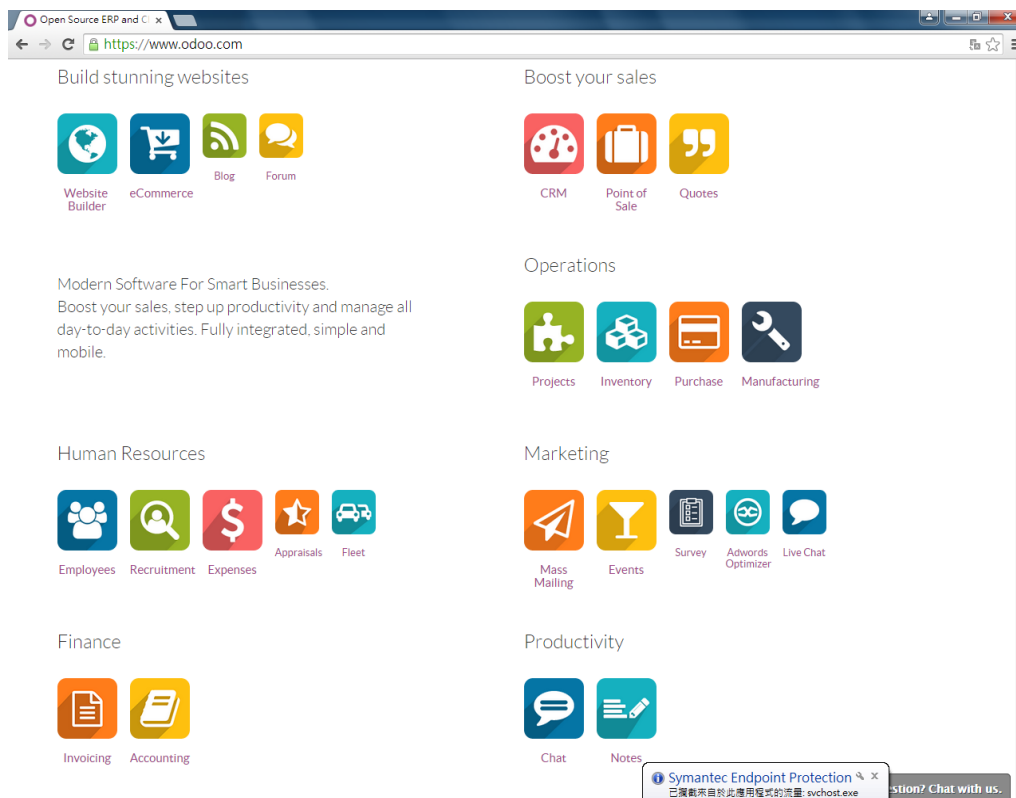 Open Source ERP and C
https://www.odoo.com
Build stunning websites
Website
Builder
eCommerce
Blog
Forum
Boost your sales
CRM
Point of
Sale
Quotes
Modern Software For Smart Businesses.
Boost your sales, step up productivity and manage all
day-to-day activities. Fully integrated, simple and
mobile.
Operations
Projects
Inventory
Purchase
Manufacturing
Human Resources
Employees
Recruitment
Expenses
Appraisals
Fleet
Marketing
Mass
Mailing
Events
Survey
Adwords
Optimizer
Live Chat
Finance
Invoicing
Accounting
Productivity
Chat
Notes
Symantec Endpoint Protection
已攔截來自於此應用程式的流量: svchost.exe
stion? Chat with us.